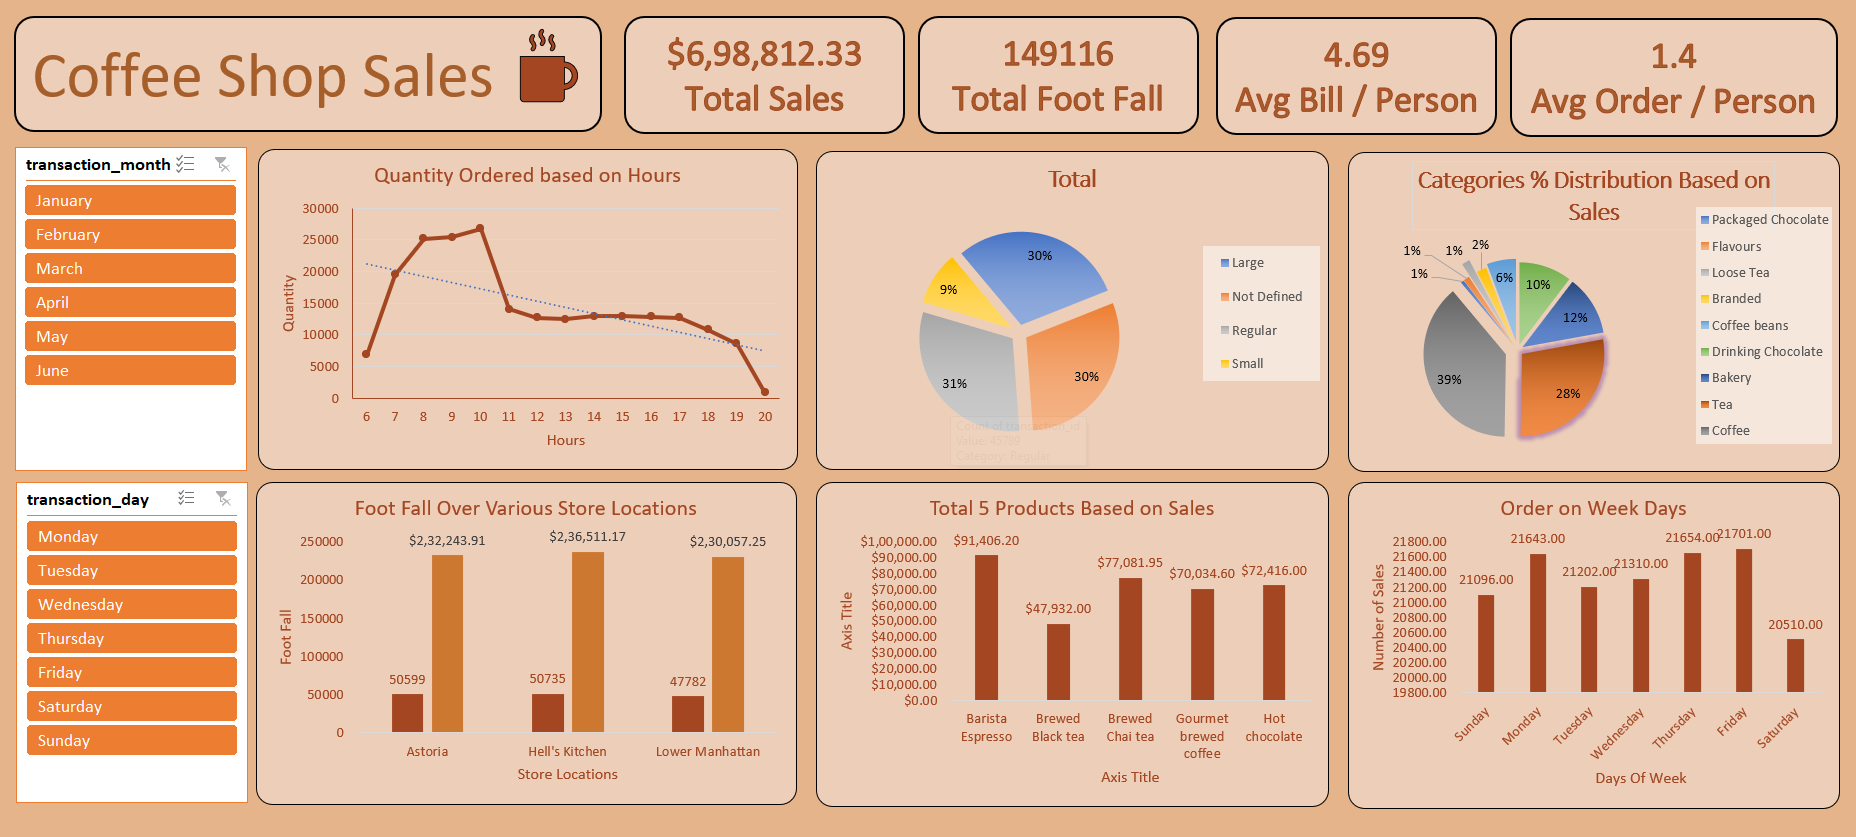 Coffee Shop Sales
$6,98,812.33
Total Sales
149116
Total Foot Fall
4.69
Avg Bill / Person
1.4
Avg Order / Person
transaction_month
January
February
March
April
May
June
Quantity Ordered based on Hours
30000
25000
20000
15000
10000
5000
0
Quantity
6 7 8 9 10 11 12 13 14 15 16 17 18 19 20
Hours
Total
30%
9%
31%
30%
Large
Not Defined
Regular
Small
Count of transaction_id
Value: 45789
Category: Regular
Categories % Distribution Based on
Sales
1%
1%
1%
2%
6%
10%
12%
28%
39%
Packaged Chocolate
Flavours
Loose Tea
Branded
Coffee beans
Drinking Chocolate
Bakery
Tea
Coffee
transaction_day
Monday
Tuesday
Wednesday
Thursday
Friday
Saturday
Sunday
Foot Fall Over Various Store Locations
250000
200000
150000
100000
50000
0
Foot Fall
$2,32,243.91
$2,36,511.17
$2,30,057.25
50599
50735
47782
Astoria
Hell's Kitchen
Lower Manhattan
Store Locations
Total 5 Products Based on Sales
$1,00,000.00
$90,000.00
$80,000.00
$70,000.00
$60,000.00
$50,000.00
$40,000.00
$30,000.00
$20,000.00
$10,000.00
$0.00
Axis Title
$91,406.20
$47,932.00
$77,081.95
$70,034.60
$72,416.00
Barista
Espresso
Brewed
Black tea
Brewed
Chai tea
Gourmet
brewed
coffee
Hot
chocolate
Axis Title
Order on Week Days
21800.00
21600.00
21400.00
21200.00
21000.00
20800.00
20600.00
20400.00
20200.00
20000.00
19800.00
Number of Sales
21096.00
21643.00
21202.00
21310.00
21654.00
21701.00
20510.00
Sunday
Monday
Tuesday
Wednesday
Thursday
Friday
Saturday
Days Of Week